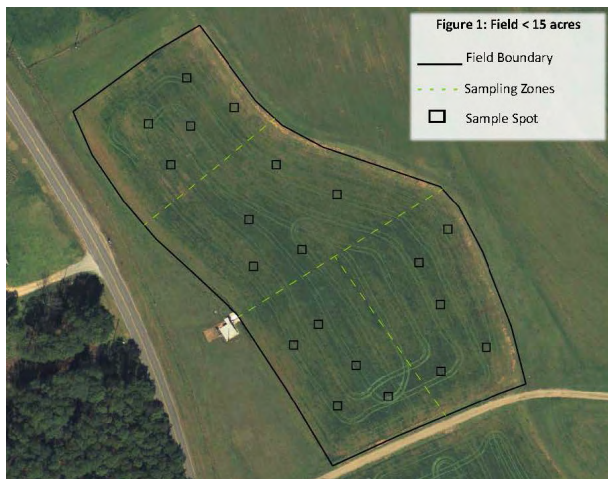 Figure 1: Field < 15 acres
Field Boundary
Sampling Zones
Sample Spot